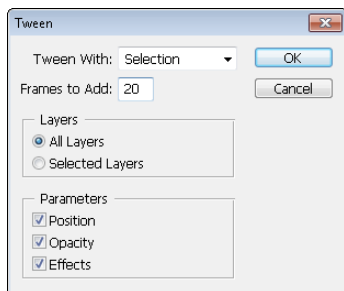 Tween
Tween With: Selection
OK
Frames to Add: 20
Cancel
Layers
All Layers
Selected Layers
Parameters
Position
Opacity
Effects